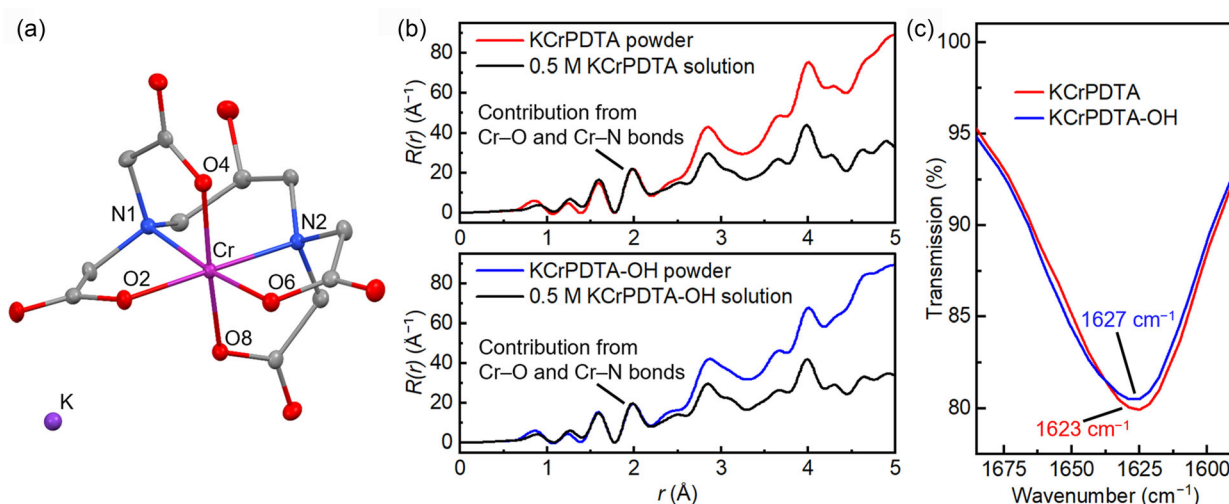 (a)
O4
N1
N2
Cr
O2
O6
O8
K
(b)
KCrPDTA powder
0.5 M KCrPDTA solution
Contribution from
Cr–O and Cr–N bonds
R(r) (Å⁻¹)
80
60
40
20
0
0 1 2 3 4 5
KCrPDTA-OH powder
0.5 M KCrPDTA-OH solution
Contribution from
Cr–O and Cr–N bonds
R(r) (Å⁻¹)
80
60
40
20
0
0 1 2 3 4 5
r (Å)
(c)
KCrPDTA
KCrPDTA-OH
Transmission (%)
100
95
90
85
80
1627 cm⁻¹
1623 cm⁻¹
1675 1650 1625 1600
Wavenumber (cm⁻¹)